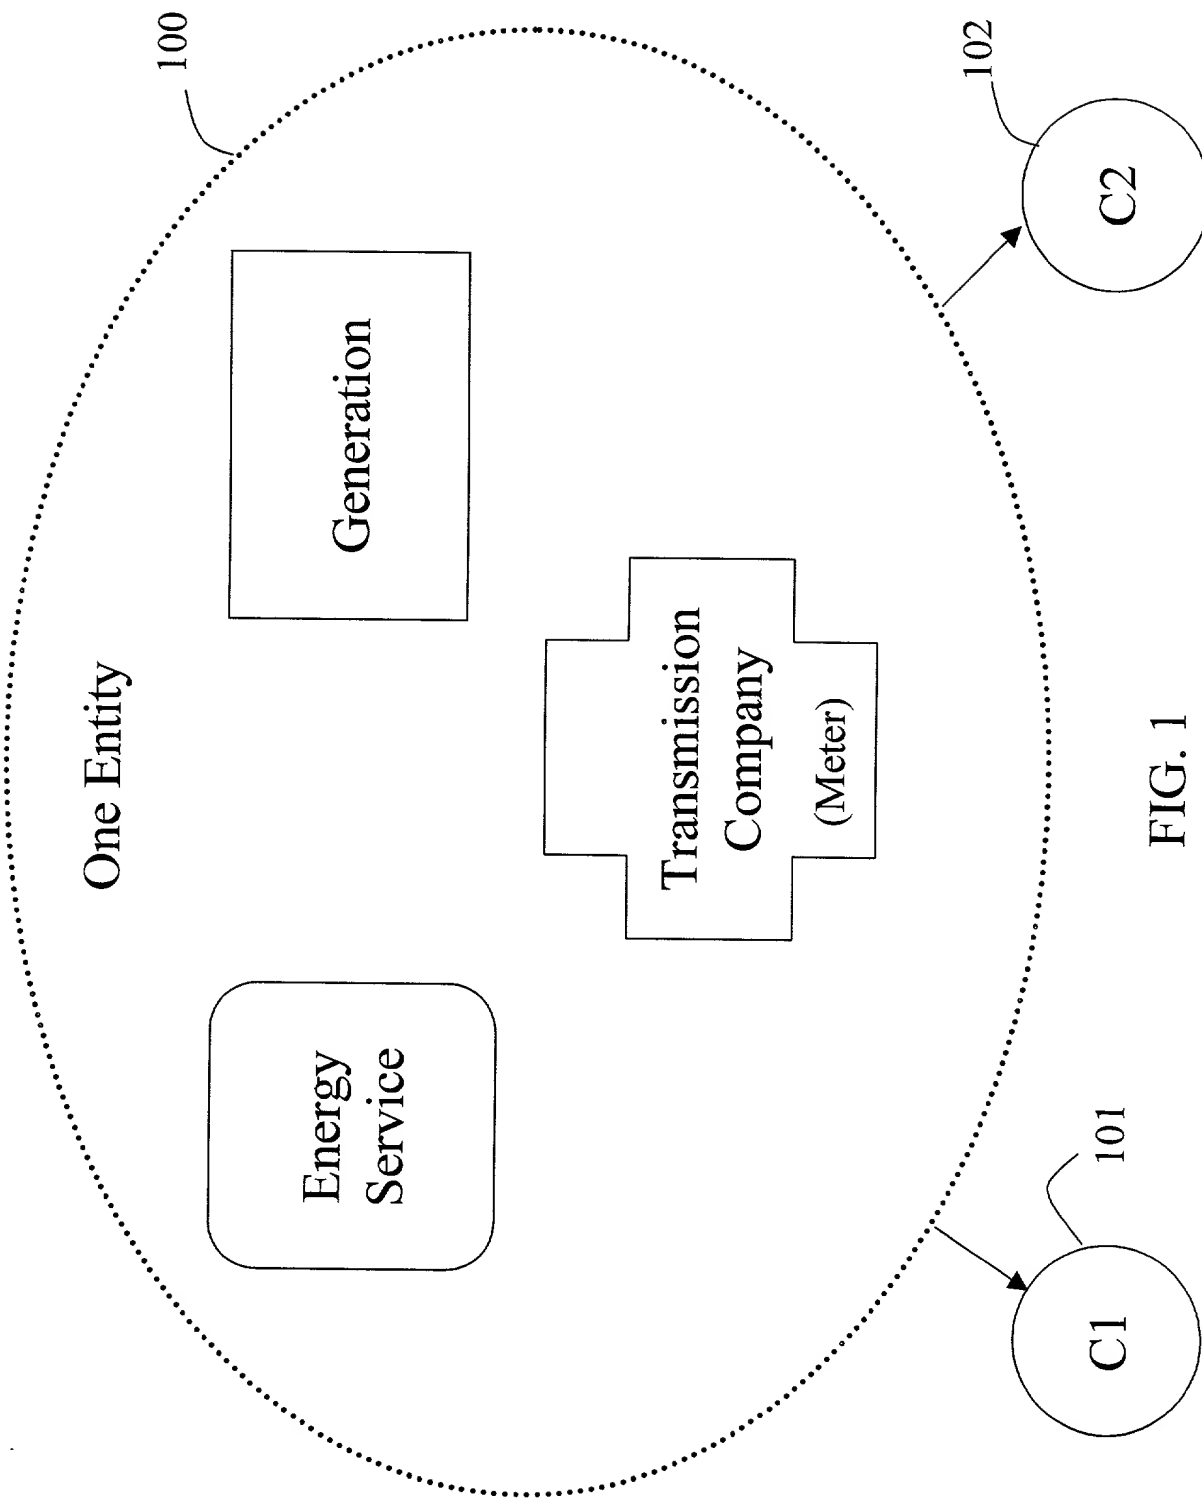 100
One Entity
Energy
Service
Generation
Transmission
Company
(Meter)
101
C1
102
C2
FIG. 1